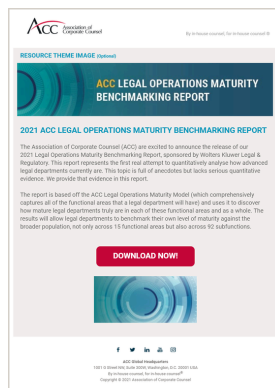 ACC Association of
Corporate Counsel
By in-house counsel, for in-house counsel.®
RESOURCE THEME IMAGE (Optional)
ACC LEGAL OPERATIONS MATURITY
BENCHMARKING REPORT
2021 ACC LEGAL OPERATIONS MATURITY BENCHMARKING REPORT
The Association of Corporate Counsel (ACC) are excited to announce the release of our
2021 Legal Operations Maturity Benchmarking Report, sponsored by Wolters Kluwer Legal &
Regulatory. This report represents the first real attempt to quantitatively analyse how advanced
legal departments currently are. This topic is full of anecdotes but lacks serious quantitative
evidence. We provide that evidence in this report.
The report is based off the ACC Legal Operations Maturity Model (which comprehensively
captures all of the functional areas that a legal department will have) and uses it to discover
how mature legal departments truly are in each of these functional areas and as a whole. The
results will allow legal departments to benchmark their own level of maturity against the
broader population, not only across 15 functional areas but also across 92 subfunctions.
DOWNLOAD NOW!
ACC Global Headquarters
1001 G Street NW, Suite 300W, Washington, D.C. 20001 USA
By in-house counsel, for in-house counsel®
Copyright © 2021 Association of Corporate Counsel